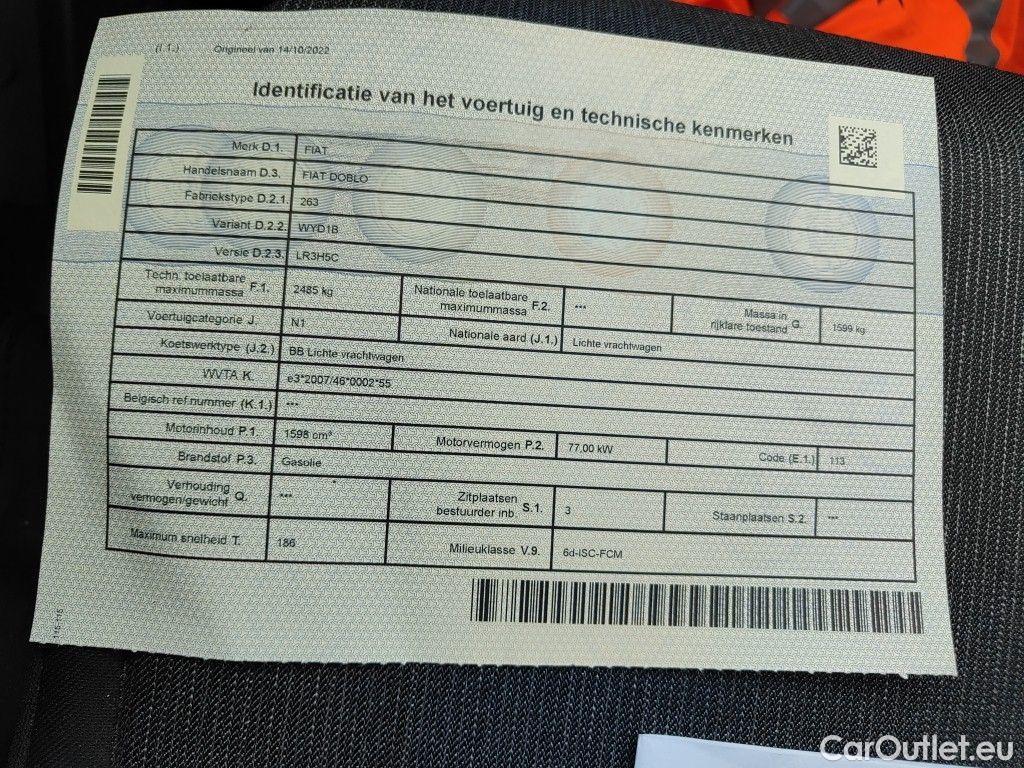 (I.1.) Origineel van 14/10/2022
Identificatie van het voertuig en technische kenmerken
Merk D.1. FIAT
Handelsnaam D.3. FIAT DOBLO
Fabriekstype D.2.1. 263
Variant D.2.2. WYD1B
Versie D.2.3. LR3H5C
Techn. toelaatbare maximummassa F.1. 2485 kg Nationale toelaatbare maximummassa F.2. --- Massa in rijklare toestand G. 1599 kg
Voertuigcategorie J. N1 Nationale aard (J.1.) Lichte vrachtwagen
Koetswerktype (J.2.) BB Lichte vrachtwagen
WVTA K. e3*2007/46*0002*55
Belgisch ref.nummer (K.1.) ---
Motorinhoud P.1. 1598 cm³ Motorvermogen P.2. 77,00 kW Code (E.1.) 113
Brandstof P.3. Gasolie
Verhouding vermogen/gewicht Q. --- Zitplaatsen bestuurder inb. S.1. 3 Staanplaatsen S.2. ---
Maximum snelheid T. 186 Milieuklasse V.9. 6d-ISC-FCM
CarOutlet.eu